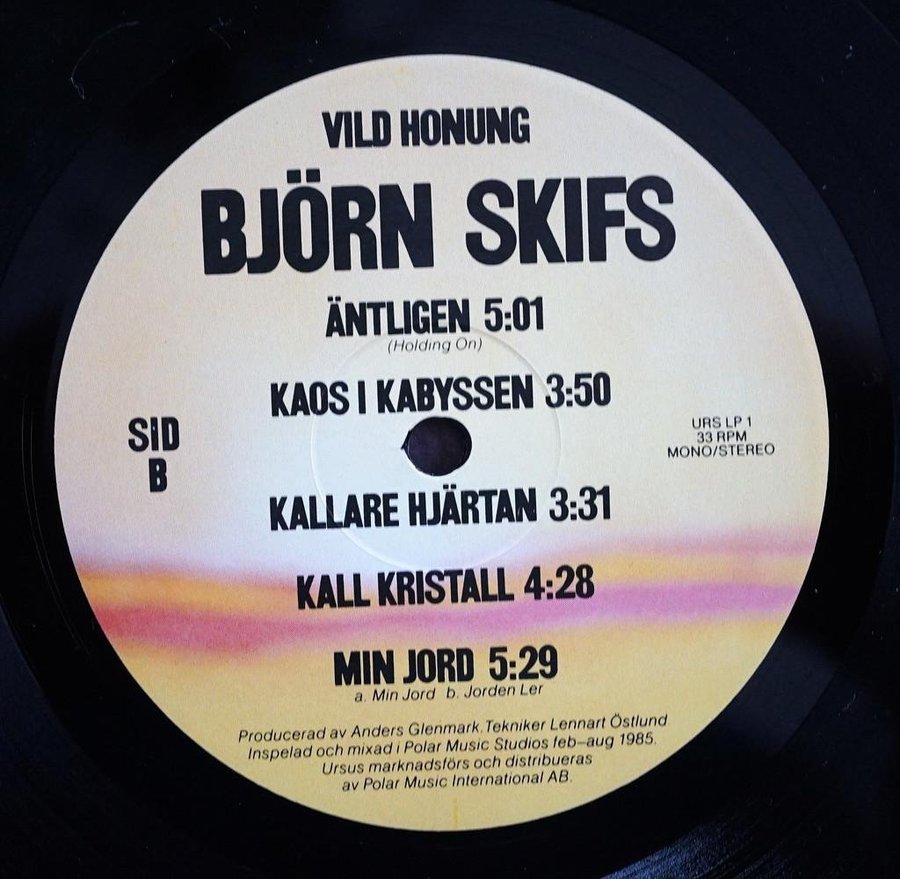 VILD HONUNG
BJÖRN SKIFS
ÄNTLIGEN 5:01
(Holding On)
KAOS I KABYSSEN 3:50
SID
B
URS LP 1
33 RPM
MONO/STEREO
KALLARE HJÄRTAN 3:31
KALL KRISTALL 4:28
MIN JORD 5:29
a. Min Jord b. Jorden Ler
Producerad av Anders Glenmark. Tekniker Lennart Östlund
Inspelad och mixad i Polar Music Studios feb–aug 1985.
Ursus marknadsförs och distribueras
av Polar Music International AB.